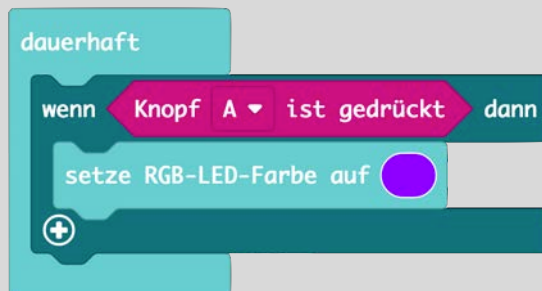 dauerhaft
wenn Knopf A ist gedrückt dann
setze RGB-LED-Farbe auf